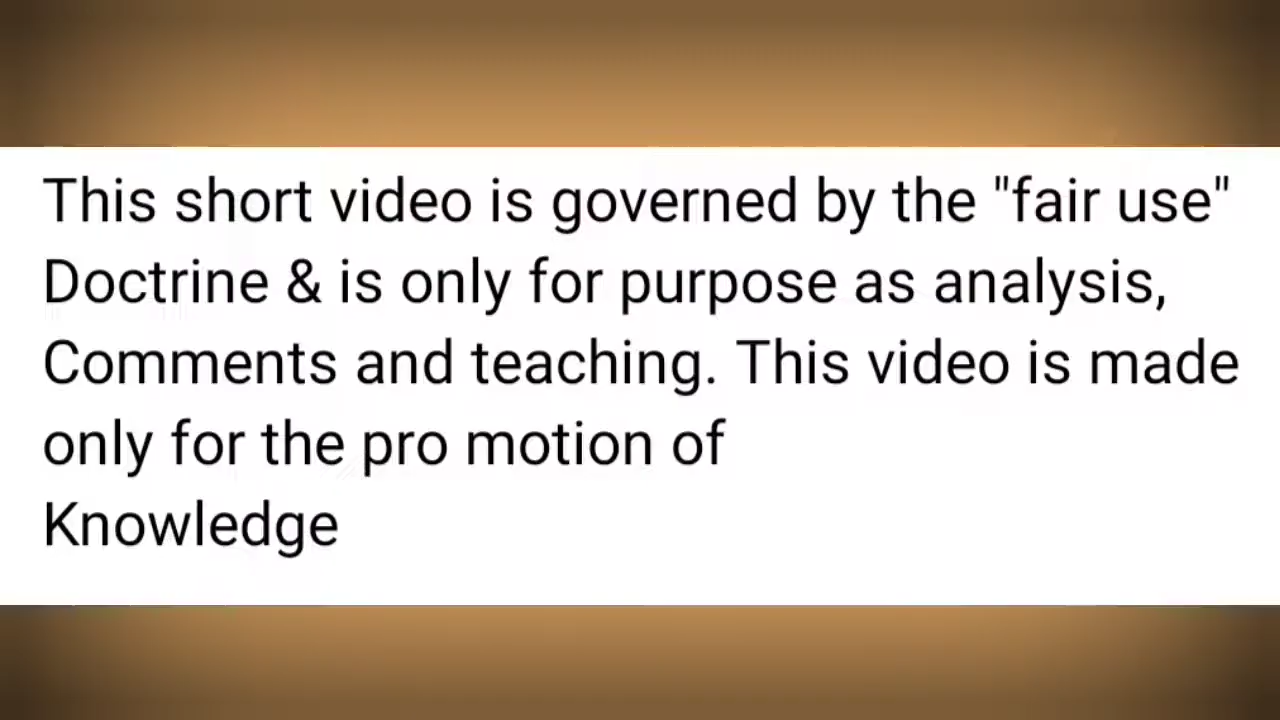 This short video is governed by the "fair use"
Doctrine & is only for purpose as analysis,
Comments and teaching. This video is made
only for the pro motion of
Knowledge